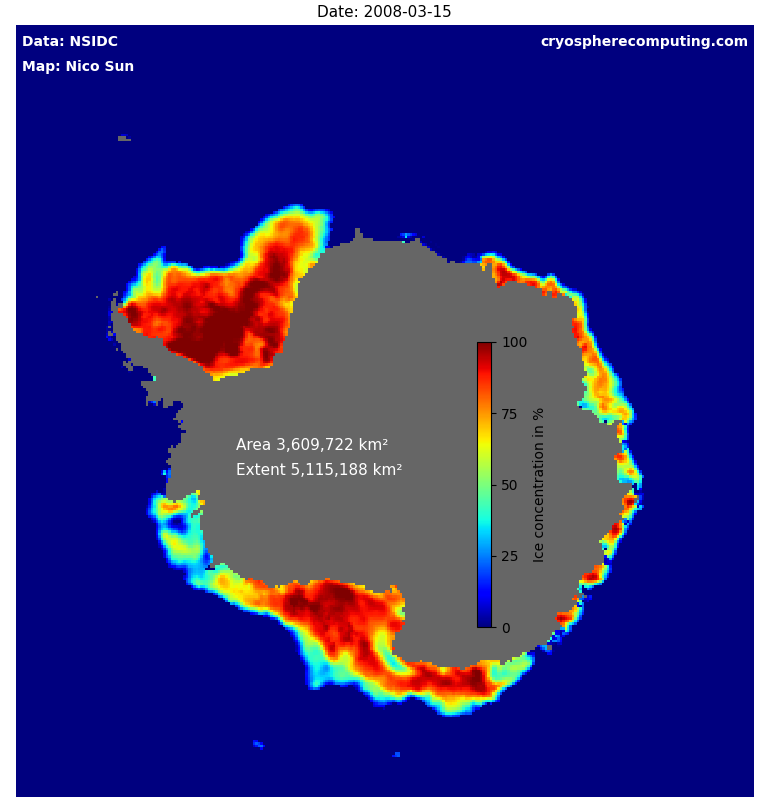 Date: 2008-03-15
Data: NSIDC
cryospherecomputing.com
Map: Nico Sun
100
75
50
25
0
Ice concentration in %
Area 3,609,722 km²
Extent 5,115,188 km²